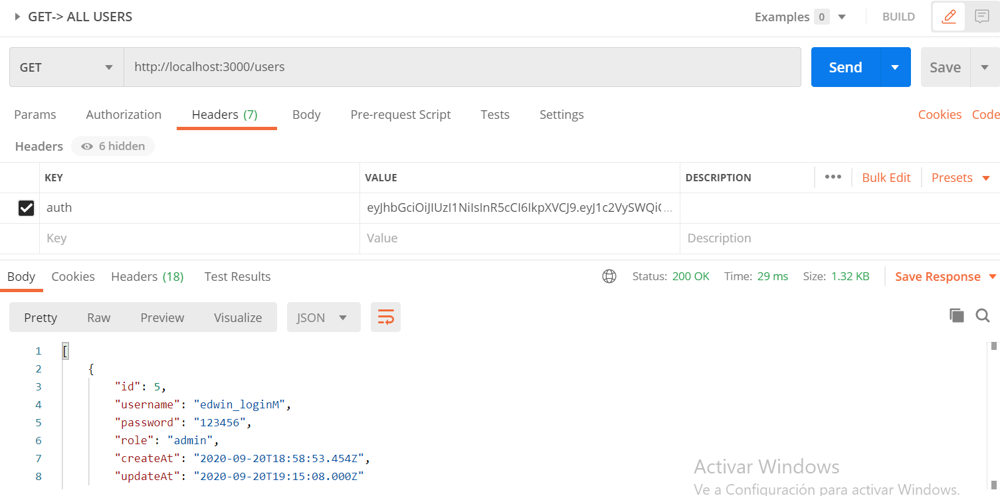 GET-> ALL USERS Examples 0 BUILD
GET http://localhost:3000/users Send Save
Params Authorization Headers (7) Body Pre-request Script Tests Settings Cookies Code
Headers 6 hidden
KEY VALUE DESCRIPTION ••• Bulk Edit Presets
auth eyJhbGciOiJIUzI1NiIsInR5cCI6IkpXVCJ9.eyJ1c2VySWQiO...
Key Value Description
Body Cookies Headers (18) Test Results Status: 200 OK Time: 29 ms Size: 1.32 KB Save Response
Pretty Raw Preview Visualize JSON
1 [
2 {
3 "id": 5,
4 "username": "edwin_loginM",
5 "password": "123456",
6 "role": "admin",
7 "createAt": "2020-09-20T18:58:53.454Z",
8 "updateAt": "2020-09-20T19:15:08.000Z"
Activar Windows
Ve a Configuración para activar Windows.